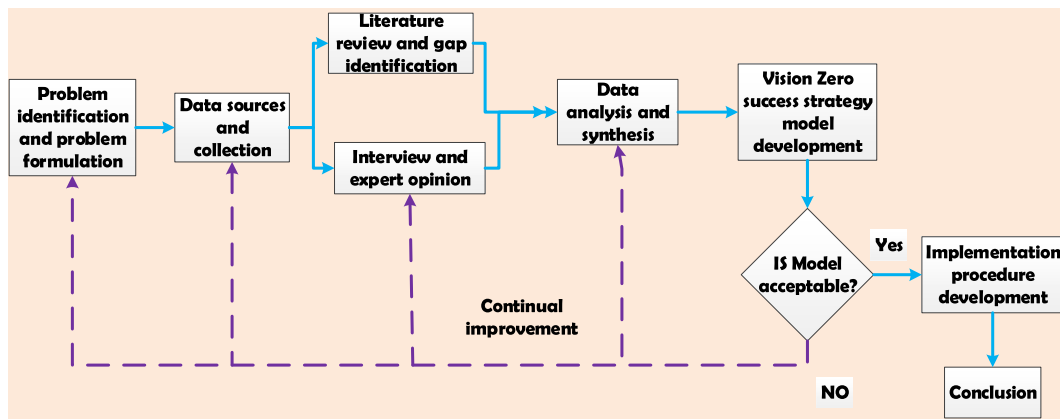 Problem
identification
and problem
formulation
Data sources
and
collection
Literature
review and gap
identification
Interview and
expert opinion
Data
analysis and
synthesis
Vision Zero
success strategy
model
development
IS Model
acceptable?
Yes
Implementation
procedure
development
Continual
improvement
NO
Conclusion